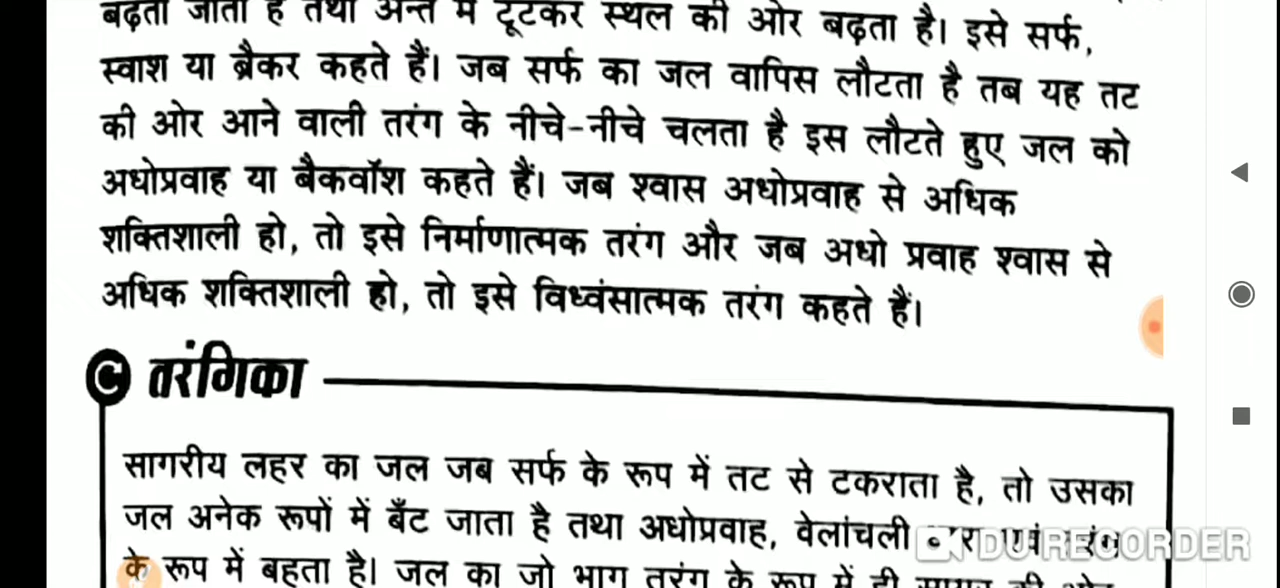 बढ़ता जाता है तथा अन्त में टूटकर स्थल की ओर बढ़ता है। इसे सर्फ,
स्वाश या ब्रैकर कहते हैं। जब सर्फ का जल वापिस लौटता है तब यह तट
की ओर आने वाली तरंग के नीचे-नीचे चलता है इस लौटते हुए जल को
अधोप्रवाह या बैकवॉश कहते हैं। जब श्वास अधोप्रवाह से अधिक
शक्तिशाली हो, तो इसे निर्माणात्मक तरंग और जब अधो प्रवाह श्वास से
अधिक शक्तिशाली हो, तो इसे विध्वंसात्मक तरंग कहते हैं।
C तरंगिका
सागरीय लहर का जल जब सर्फ के रूप में तट से टकराता है, तो उसका
जल अनेक रूपों में बँट जाता है तथा अधोप्रवाह, वेलांचली
DU RECORDER
के रूप में बहता है। जल का जो भाग तरंग के रूप में ही